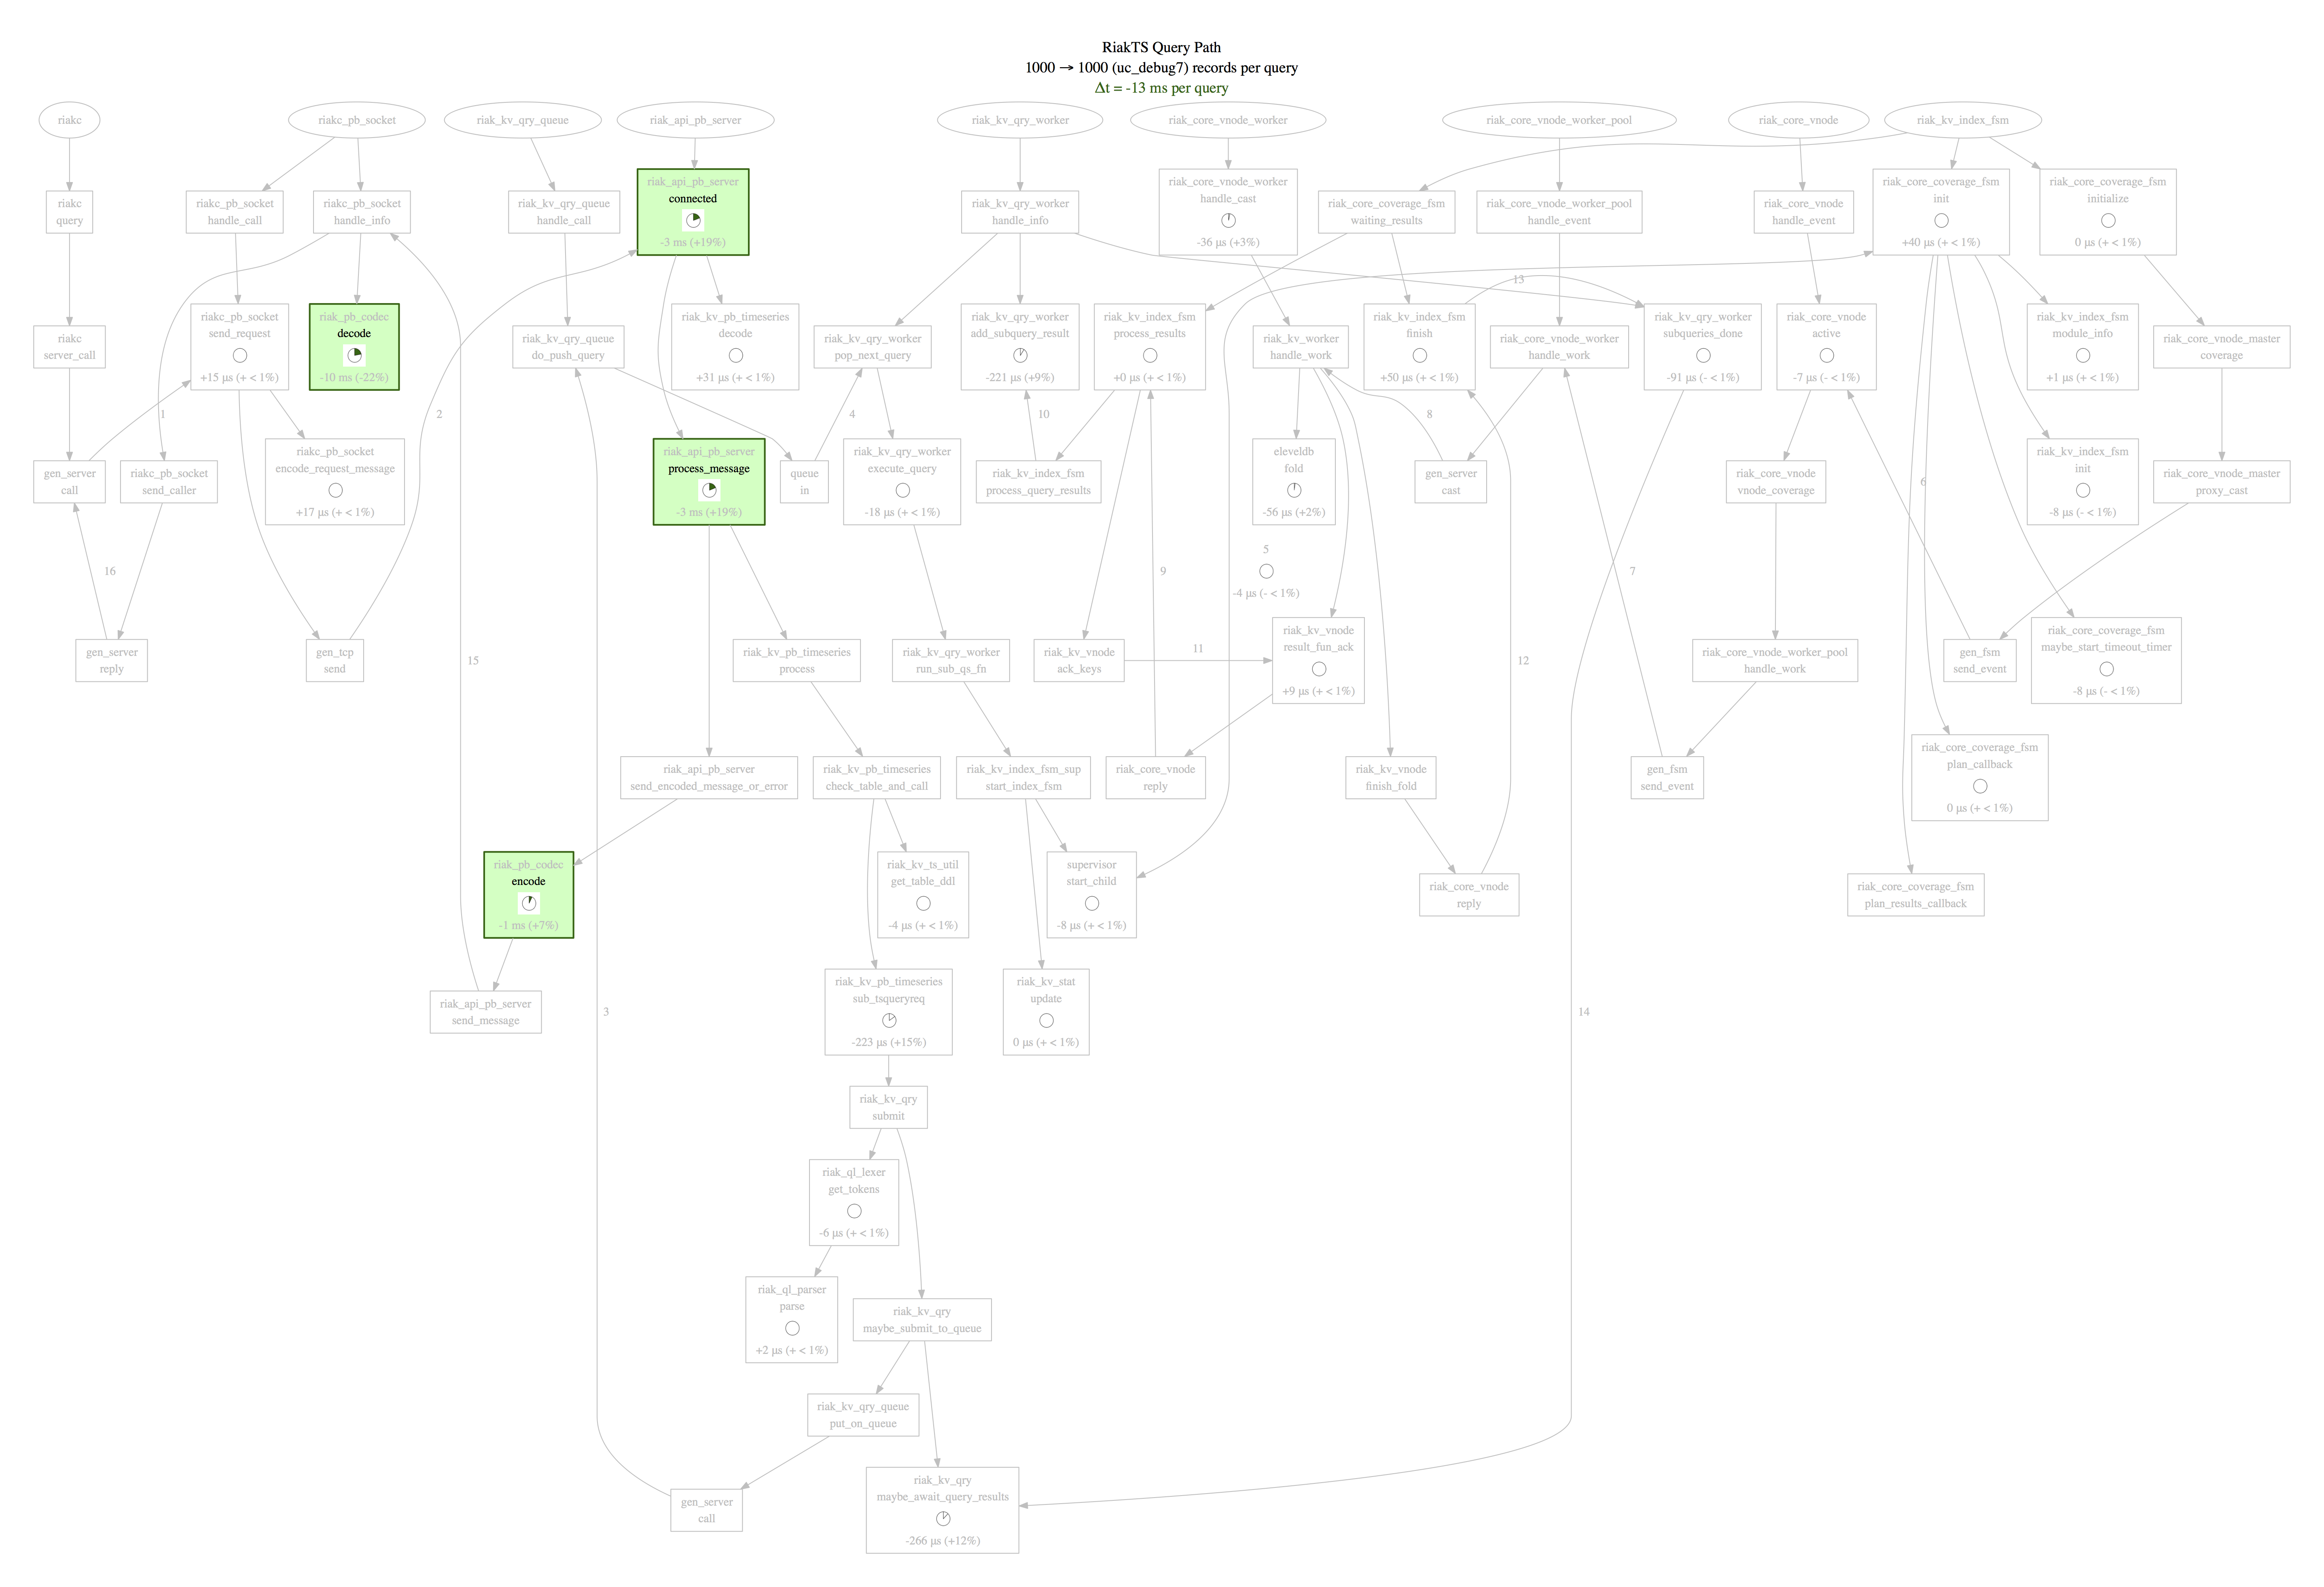 RiakTS Query Path
1000 → 1000 (uc_debug7) records per query
Δt = -13 ms per query
riakc
riakc_pb_socket
riak_kv_qry_queue
riak_api_pb_server
riak_kv_qry_worker
riak_core_vnode_worker
riak_core_vnode_worker_pool
riak_core_vnode
riak_kv_index_fsm
riakc
query
riakc_pb_socket
handle_call
riakc_pb_socket
handle_info
riak_kv_qry_queue
handle_call
riak_api_pb_server
connected
-3 ms (+19%)
riak_kv_qry_worker
handle_info
riak_core_vnode_worker
handle_cast
-36 µs (+3%)
riak_core_coverage_fsm
waiting_results
riak_core_vnode_worker_pool
handle_event
riak_core_vnode
handle_event
riak_core_coverage_fsm
init
+40 µs (+ < 1%)
riak_core_coverage_fsm
initialize
0 µs (+ < 1%)
13
riakc
server_call
riakc_pb_socket
send_request
+15 µs (+ < 1%)
riak_pb_codec
decode
-10 ms (-22%)
riak_kv_qry_queue
do_push_query
riak_kv_pb_timeseries
decode
+31 µs (+ < 1%)
riak_kv_qry_worker
pop_next_query
riak_kv_qry_worker
add_subquery_result
-221 µs (+9%)
riak_kv_index_fsm
process_results
+0 µs (+ < 1%)
riak_kv_worker
handle_work
riak_kv_index_fsm
finish
+50 µs (+ < 1%)
riak_core_vnode_worker
handle_work
riak_kv_qry_worker
subqueries_done
-91 µs (- < 1%)
riak_core_vnode
active
-7 µs (- < 1%)
riak_kv_index_fsm
module_info
+1 µs (+ < 1%)
riak_core_vnode_master
coverage
1
2
4
10
8
gen_server
call
riakc_pb_socket
send_caller
riakc_pb_socket
encode_request_message
+17 µs (+ < 1%)
riak_api_pb_server
process_message
-3 ms (+19%)
queue
in
riak_kv_qry_worker
execute_query
-18 µs (+ < 1%)
riak_kv_index_fsm
process_query_results
eleveldb
fold
-56 µs (+2%)
gen_server
cast
riak_core_vnode
vnode_coverage
6
riak_kv_index_fsm
init
-8 µs (- < 1%)
riak_core_vnode_master
proxy_cast
16
9
5
-4 µs (- < 1%)
7
gen_server
reply
gen_tcp
send
15
riak_kv_pb_timeseries
process
riak_kv_qry_worker
run_sub_qs_fn
riak_kv_vnode
ack_keys
11
riak_kv_vnode
result_fun_ack
+9 µs (+ < 1%)
12
riak_core_vnode_worker_pool
handle_work
gen_fsm
send_event
riak_core_coverage_fsm
maybe_start_timeout_timer
-8 µs (- < 1%)
riak_api_pb_server
send_encoded_message_or_error
riak_kv_pb_timeseries
check_table_and_call
riak_kv_index_fsm_sup
start_index_fsm
riak_core_vnode
reply
riak_kv_vnode
finish_fold
gen_fsm
send_event
riak_core_coverage_fsm
plan_callback
0 µs (+ < 1%)
riak_pb_codec
encode
-1 ms (+7%)
riak_kv_ts_util
get_table_ddl
-4 µs (+ < 1%)
supervisor
start_child
-8 µs (+ < 1%)
riak_core_vnode
reply
riak_core_coverage_fsm
plan_results_callback
riak_api_pb_server
send_message
3
riak_kv_pb_timeseries
sub_tsqueryreq
-223 µs (+15%)
riak_kv_stat
update
0 µs (+ < 1%)
14
riak_kv_qry
submit
riak_ql_lexer
get_tokens
-6 µs (+ < 1%)
riak_ql_parser
parse
+2 µs (+ < 1%)
riak_kv_qry
maybe_submit_to_queue
riak_kv_qry_queue
put_on_queue
gen_server
call
riak_kv_qry
maybe_await_query_results
-266 µs (+12%)